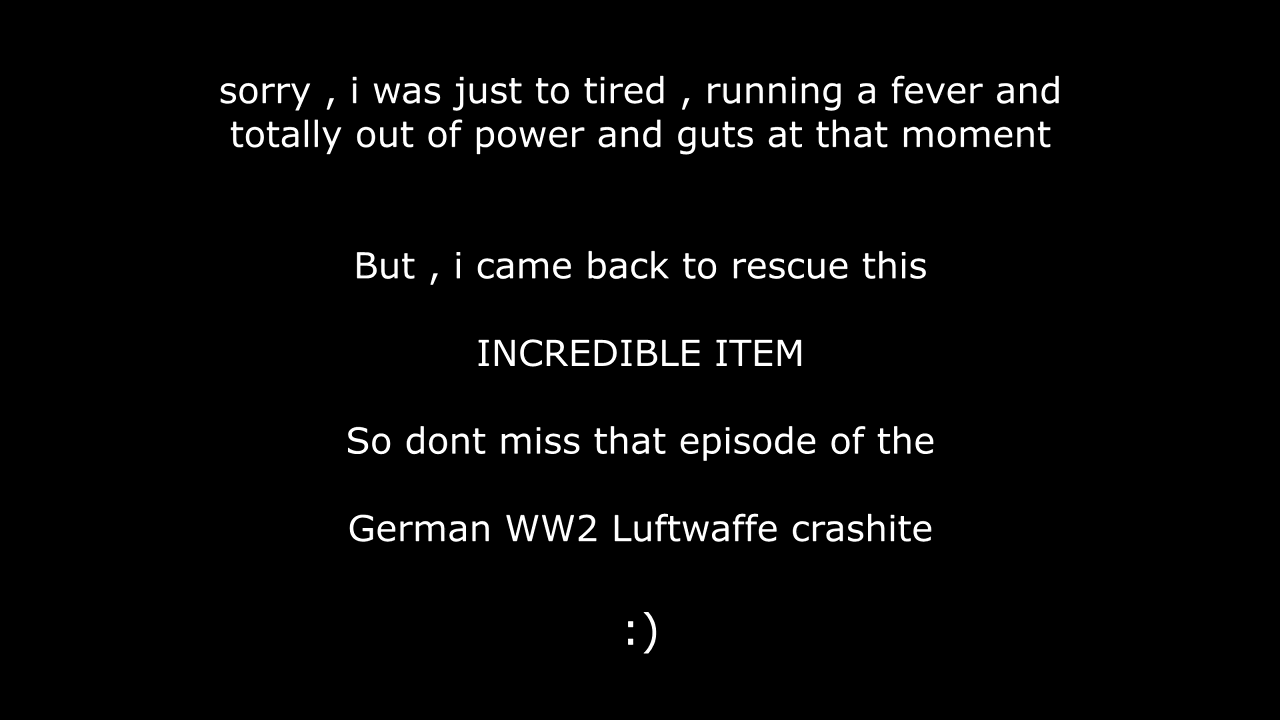 sorry , i was just to tired , running a fever and
totally out of power and guts at that moment
But , i came back to rescue this
INCREDIBLE ITEM
So dont miss that episode of the
German WW2 Luftwaffe crashite
:)